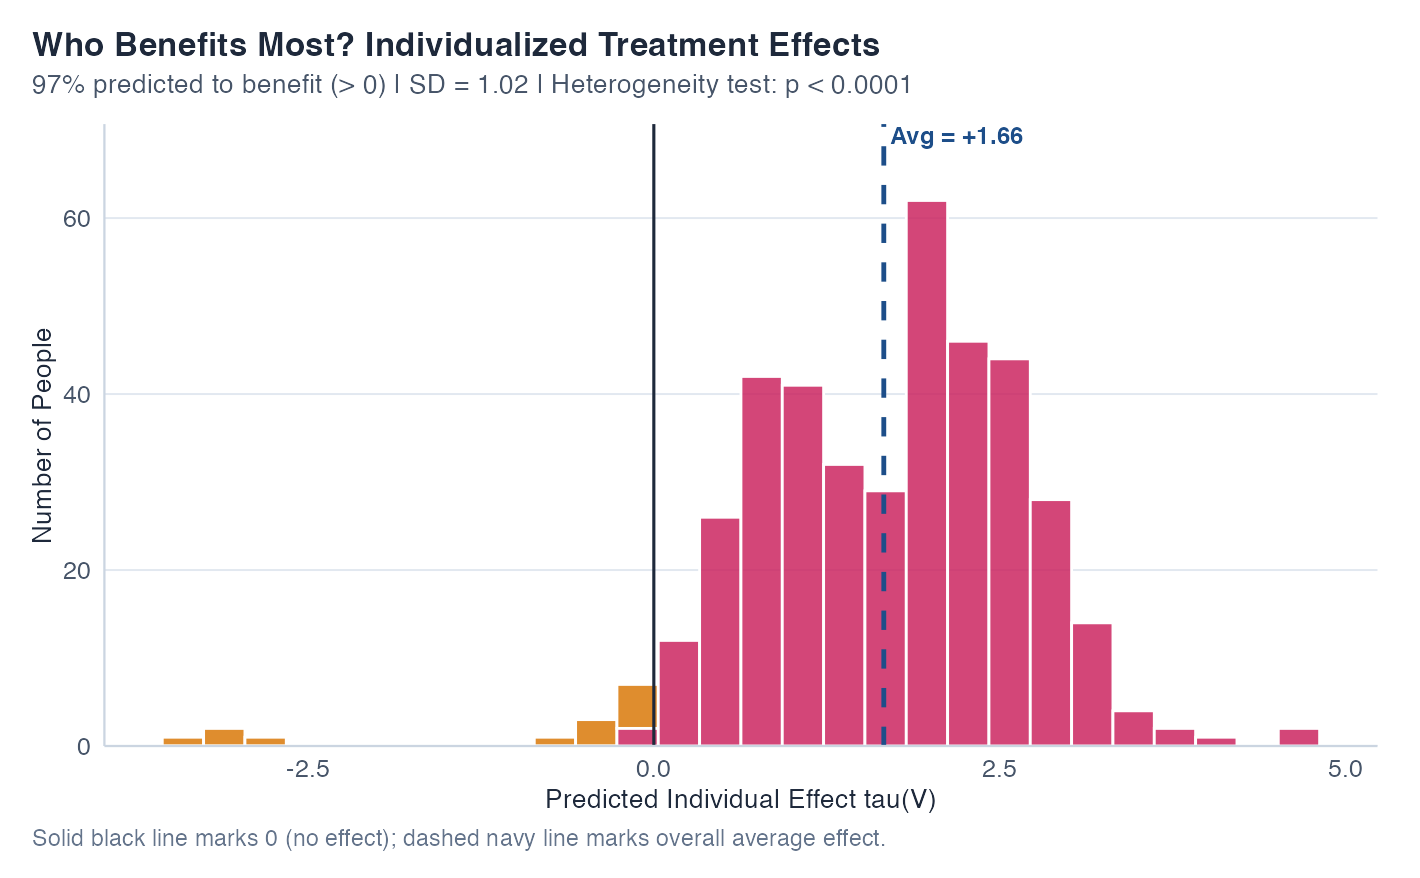 Who Benefits Most? Individualized Treatment Effects
97% predicted to benefit (> 0) | SD = 1.02 | Heterogeneity test: p < 0.0001
Avg = +1.66
Number of People
60
40
20
0
-2.5
0.0
2.5
5.0
Predicted Individual Effect tau(V)
Solid black line marks 0 (no effect); dashed navy line marks overall average effect.